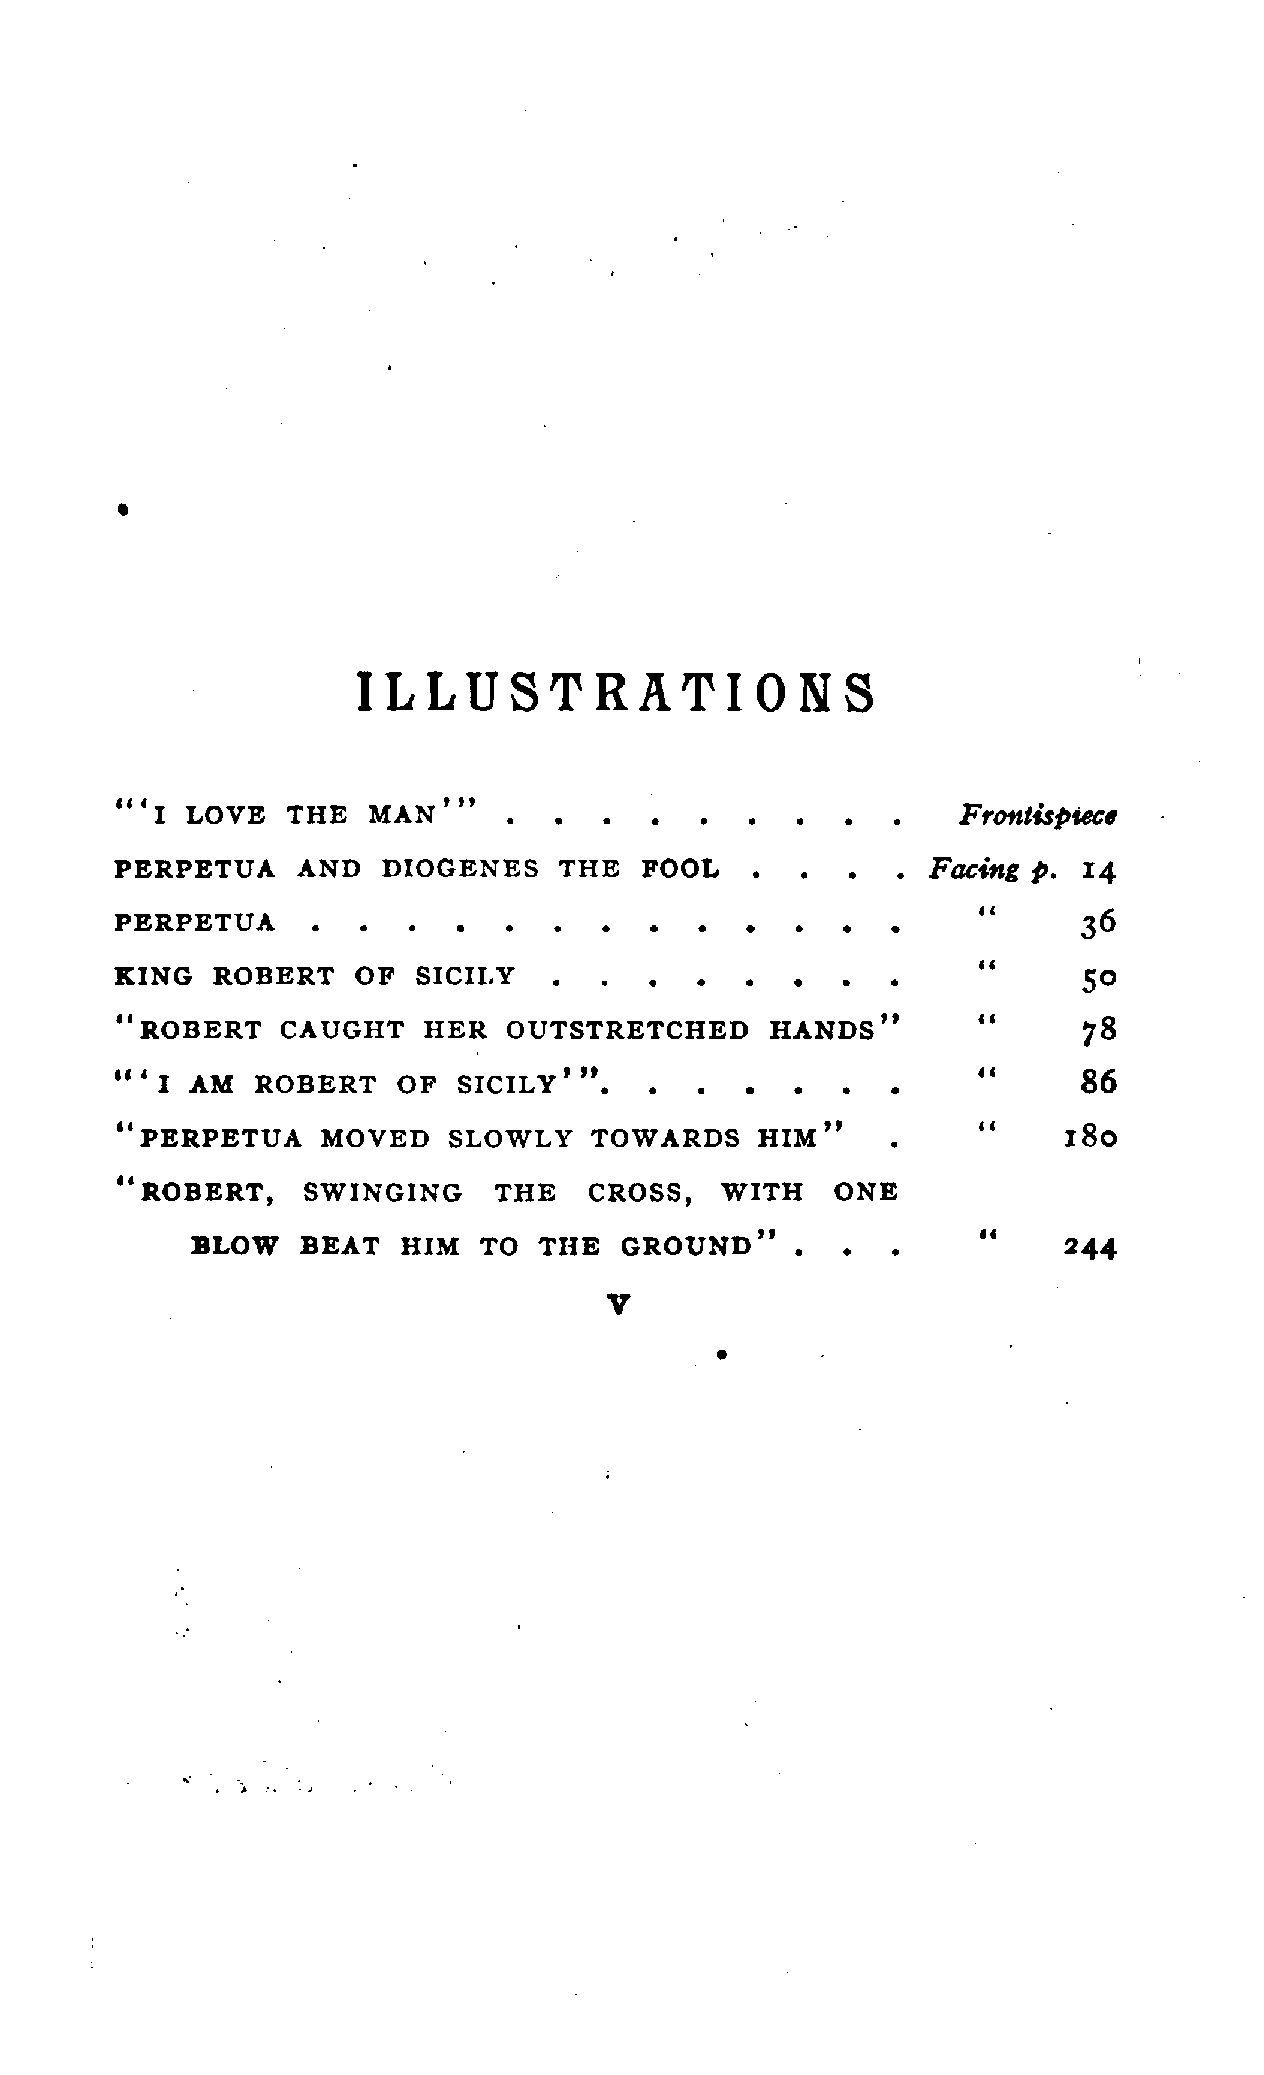 ILLUSTRATIONS
"'I LOVE THE MAN'" . . . . . . . . . Frontispiece
PERPETUA AND DIOGENES THE FOOL . . . . Facing p. 14
PERPETUA . . . . . . . . . . . . . " 36
KING ROBERT OF SICILY . . . . . . . . " 50
"ROBERT CAUGHT HER OUTSTRETCHED HANDS" " 78
"'I AM ROBERT OF SICILY'". . . . . . . " 86
"PERPETUA MOVED SLOWLY TOWARDS HIM" . " 180
"ROBERT, SWINGING THE CROSS, WITH ONE
BLOW BEAT HIM TO THE GROUND" . . . " 244
V